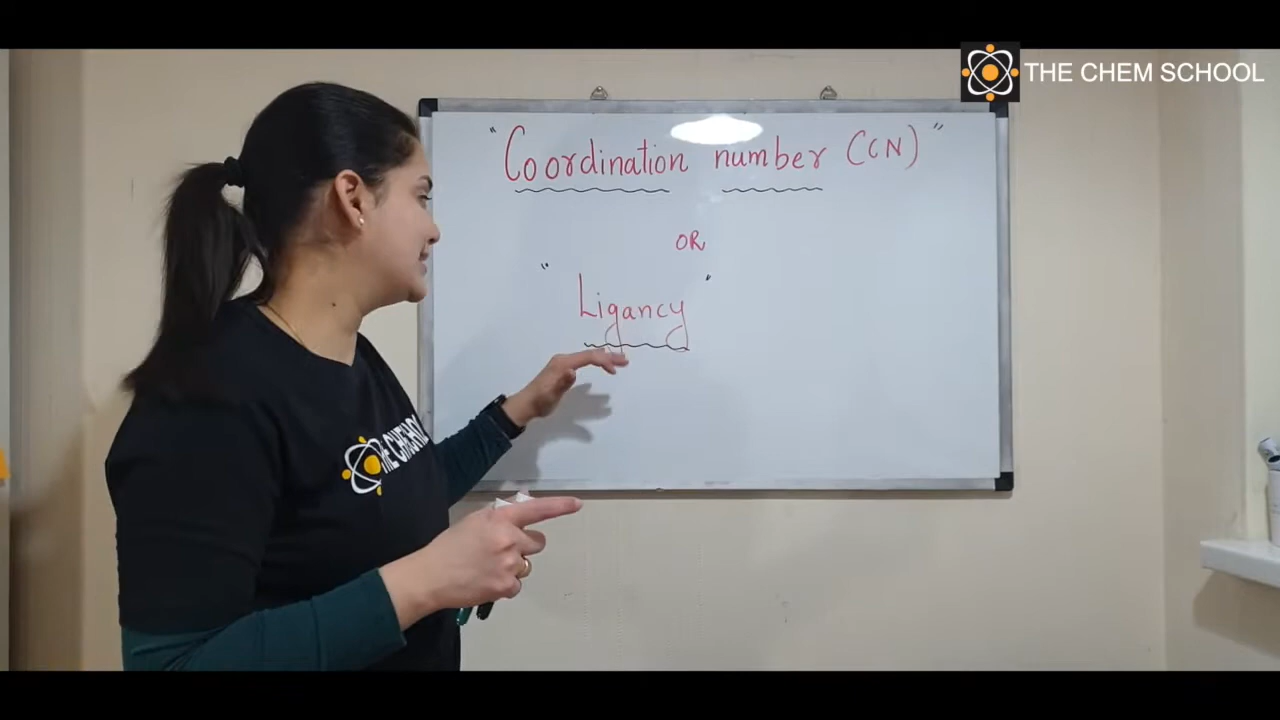 THE CHEM SCHOOL
"Coordination number (CN)"
OR
"Ligancy"